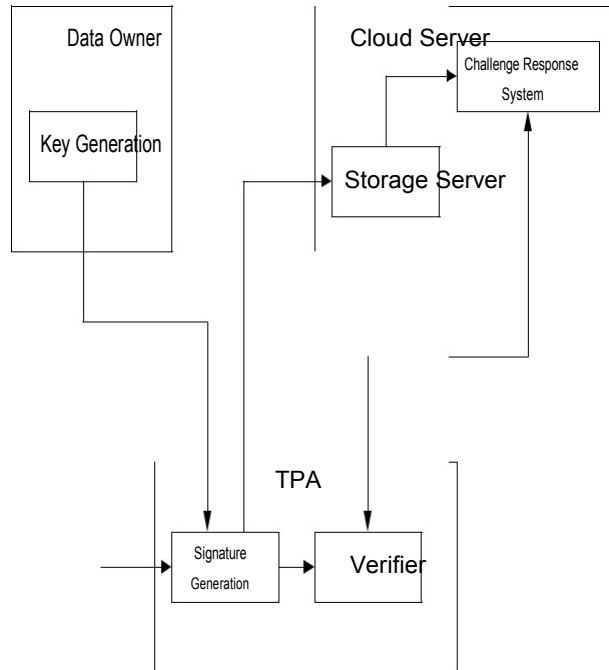 Data Owner
Key Generation
Cloud Server
Challenge Response
System
Storage Server
TPA
Signature
Generation
Verifier